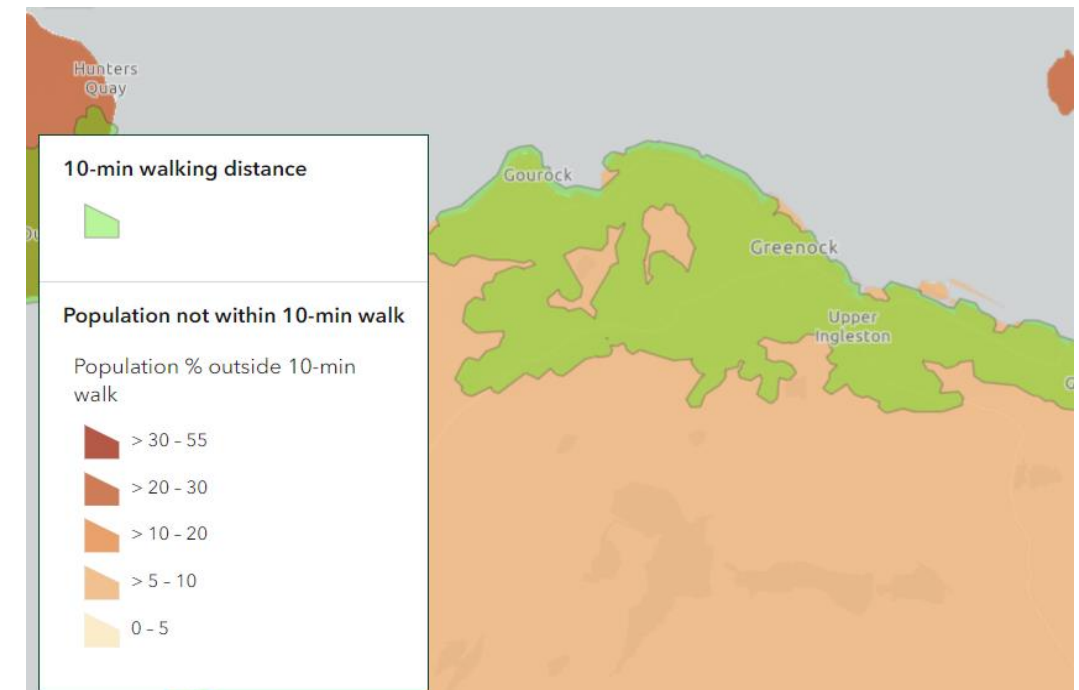 Hunters
Quay
10-min walking distance
Gourock
Greenock
Population not within 10-min walk
Upper
Ingleston
Population % outside 10-min
walk
> 30 - 55
> 20 - 30
> 10 - 20
> 5 - 10
0 - 5